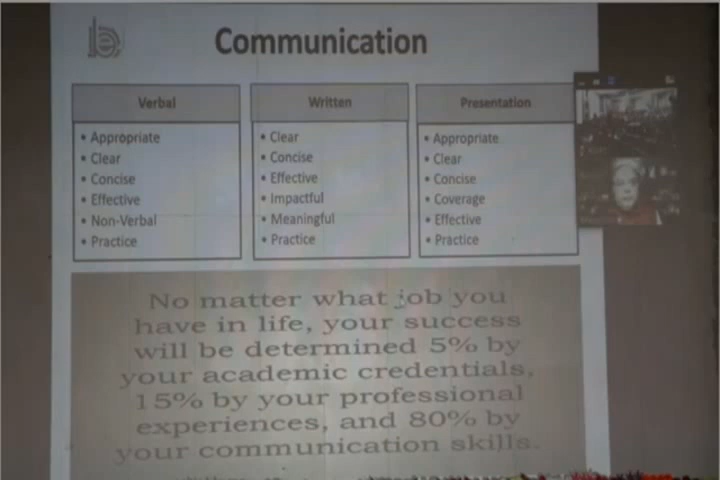 Communication
Verbal
• Appropriate
• Clear
• Concise
• Effective
• Non-Verbal
• Practice
Written
• Clear
• Concise
• Effective
• Impactful
• Meaningful
• Practice
Presentation
• Appropriate
• Clear
• Concise
• Coverage
• Effective
• Practice
No matter what job you
have in life, your success
will be determined 5% by
your academic credentials,
15% by your professional
experiences, and 80% by
your communication skills.